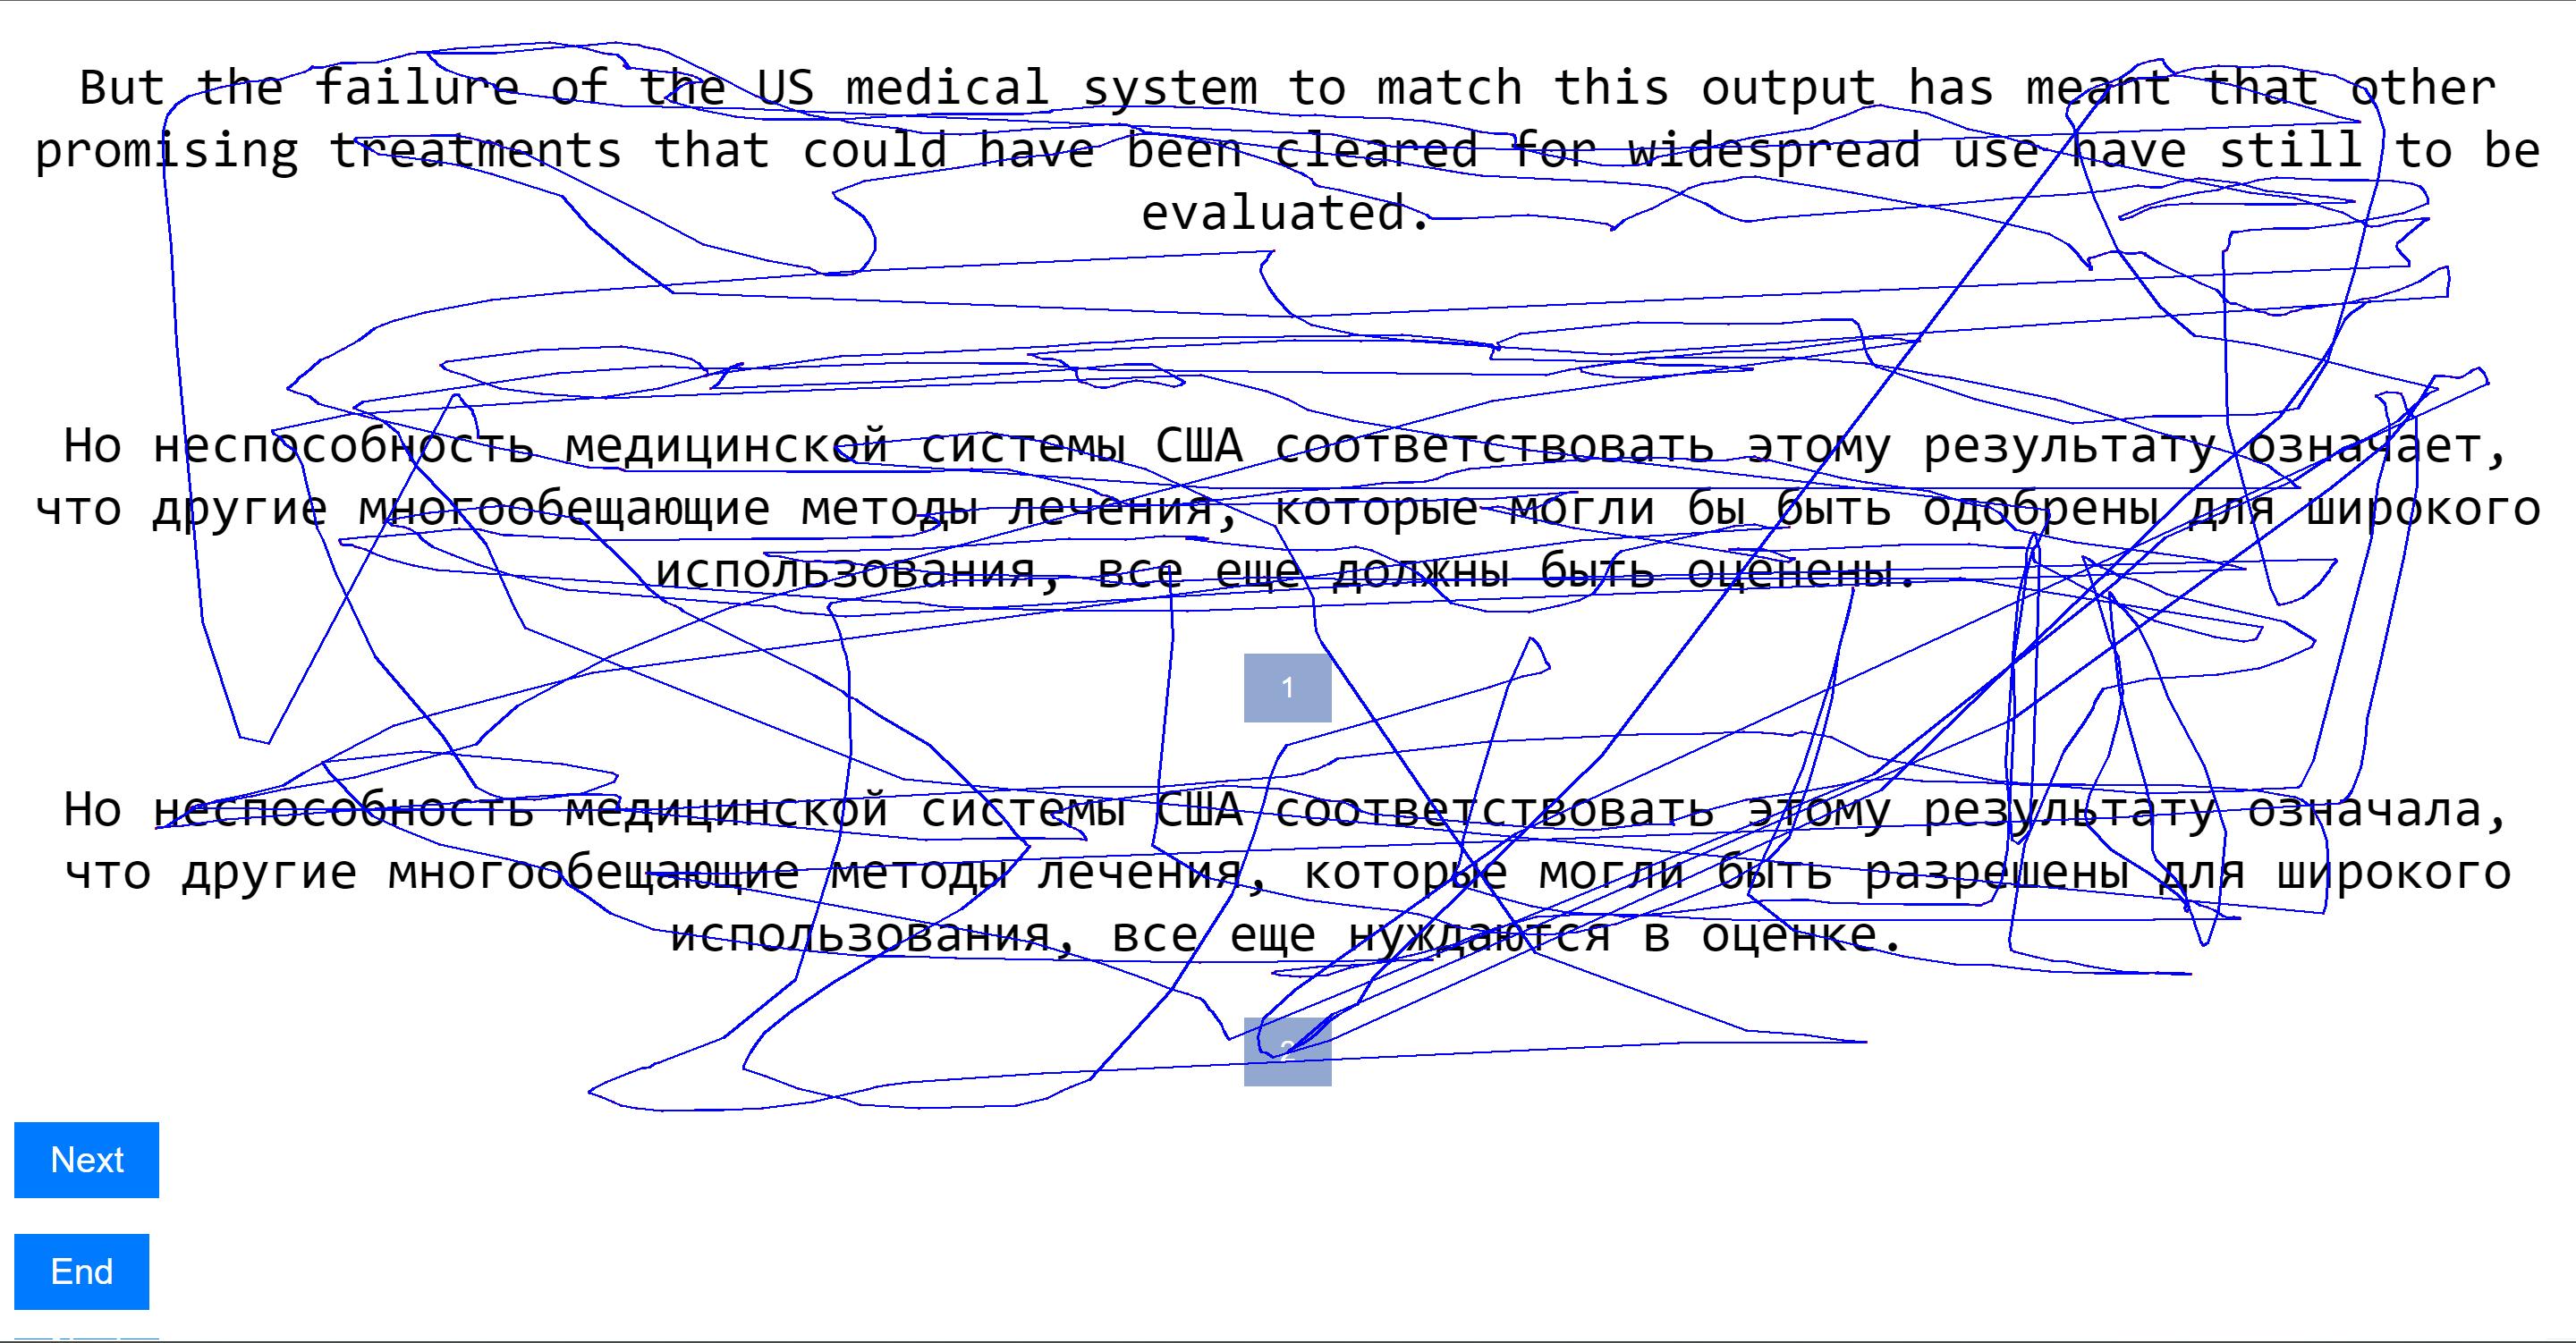 But the failure of the US medical system to match this output has meant that other
promising treatments that could have been cleared for widespread use have still to be
evaluated.
Но неспособность медицинской системы США соответствовать этому результату означает,
что другие многообещающие методы лечения, которые могли бы быть одобрены для широкого
использования, все еще должны быть оценены.
1
Но неспособность медицинской системы США соответствовать этому результату означала,
что другие многообещающие методы лечения, которые могли быть разрешены для широкого
использования, все еще нуждаются в оценке.
2
Next
End